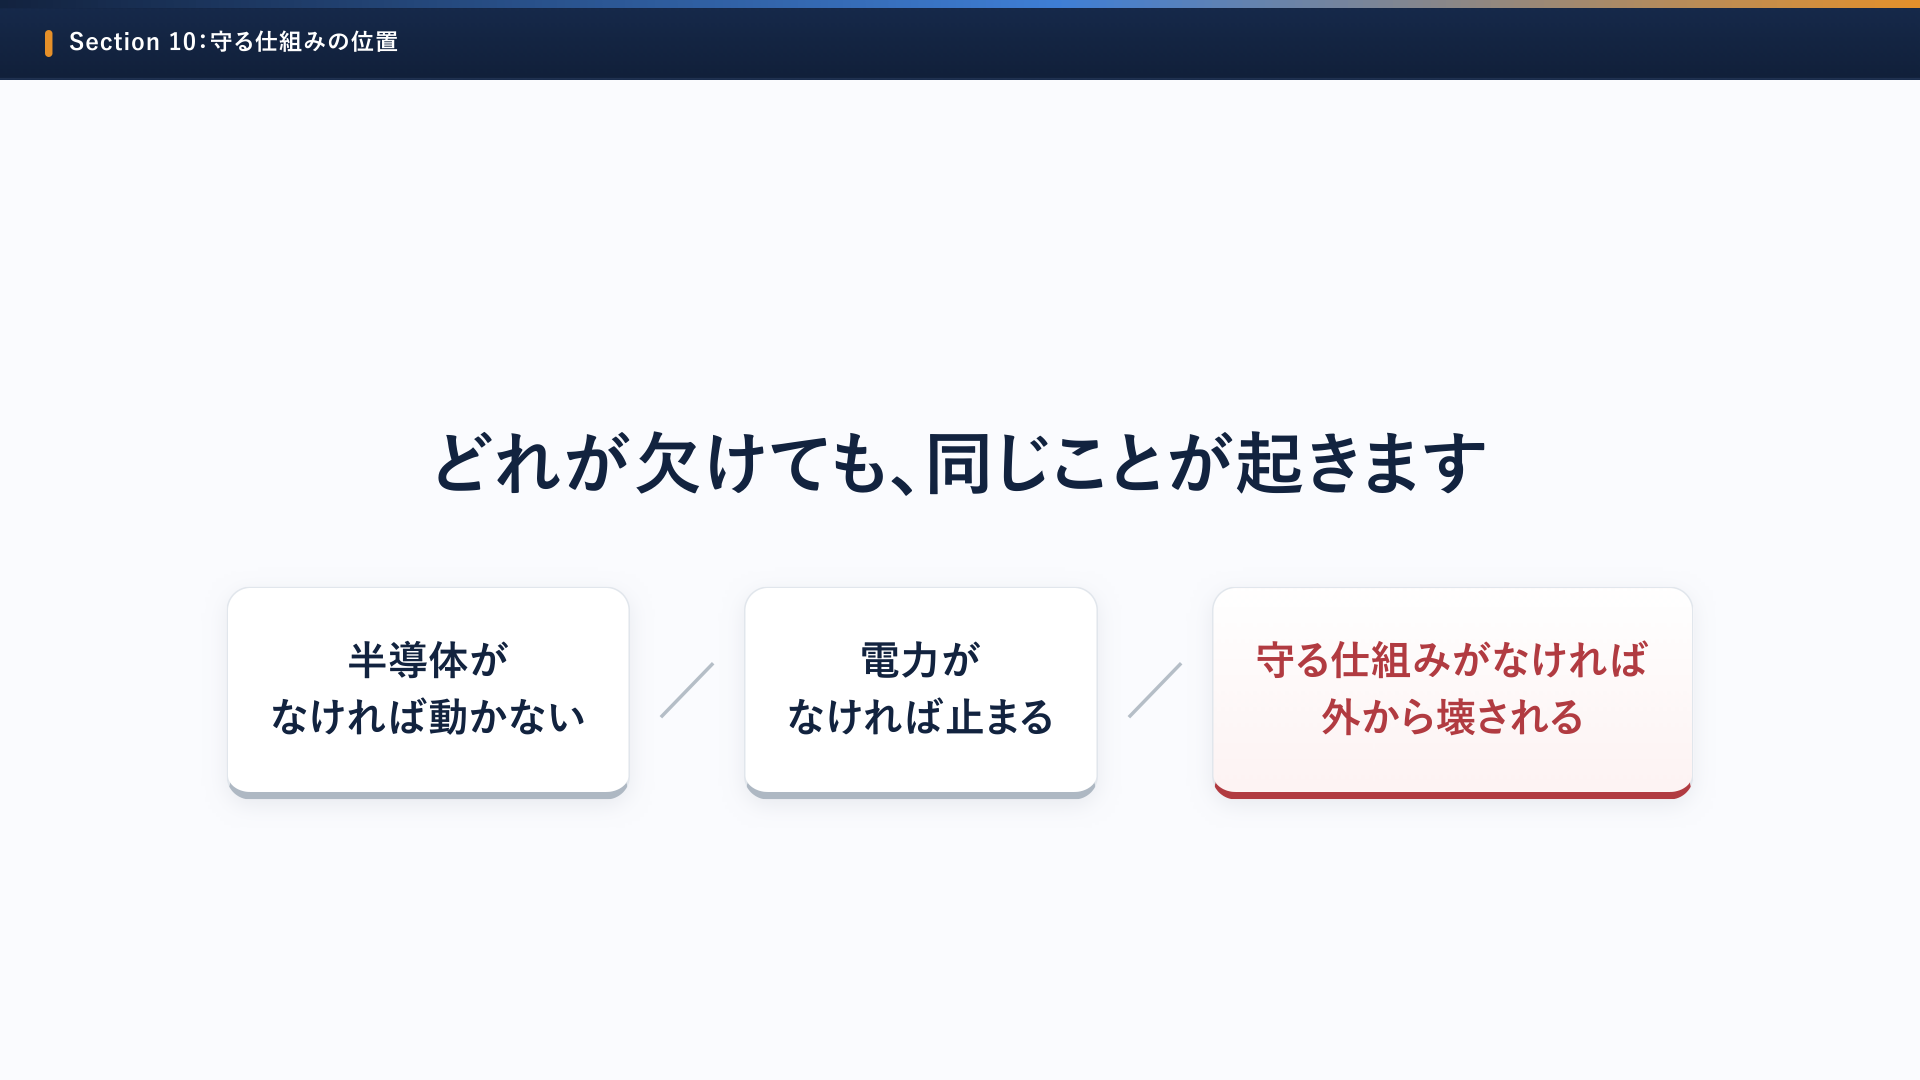 Section 10：守る仕組みの位置
どれが欠けても、同じことが起きます
半導体が
なければ動かない
／
電力が
なければ止まる
／
守る仕組みがなければ
外から壊される